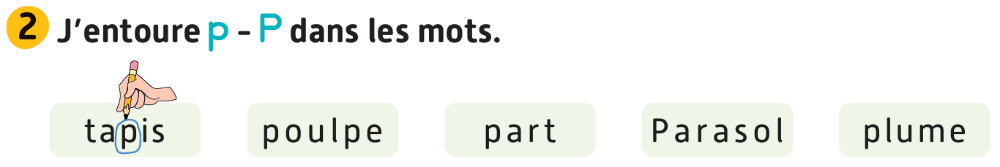 2 J'entoure p - P dans les mots.
tapis poulpe part Parasol plume